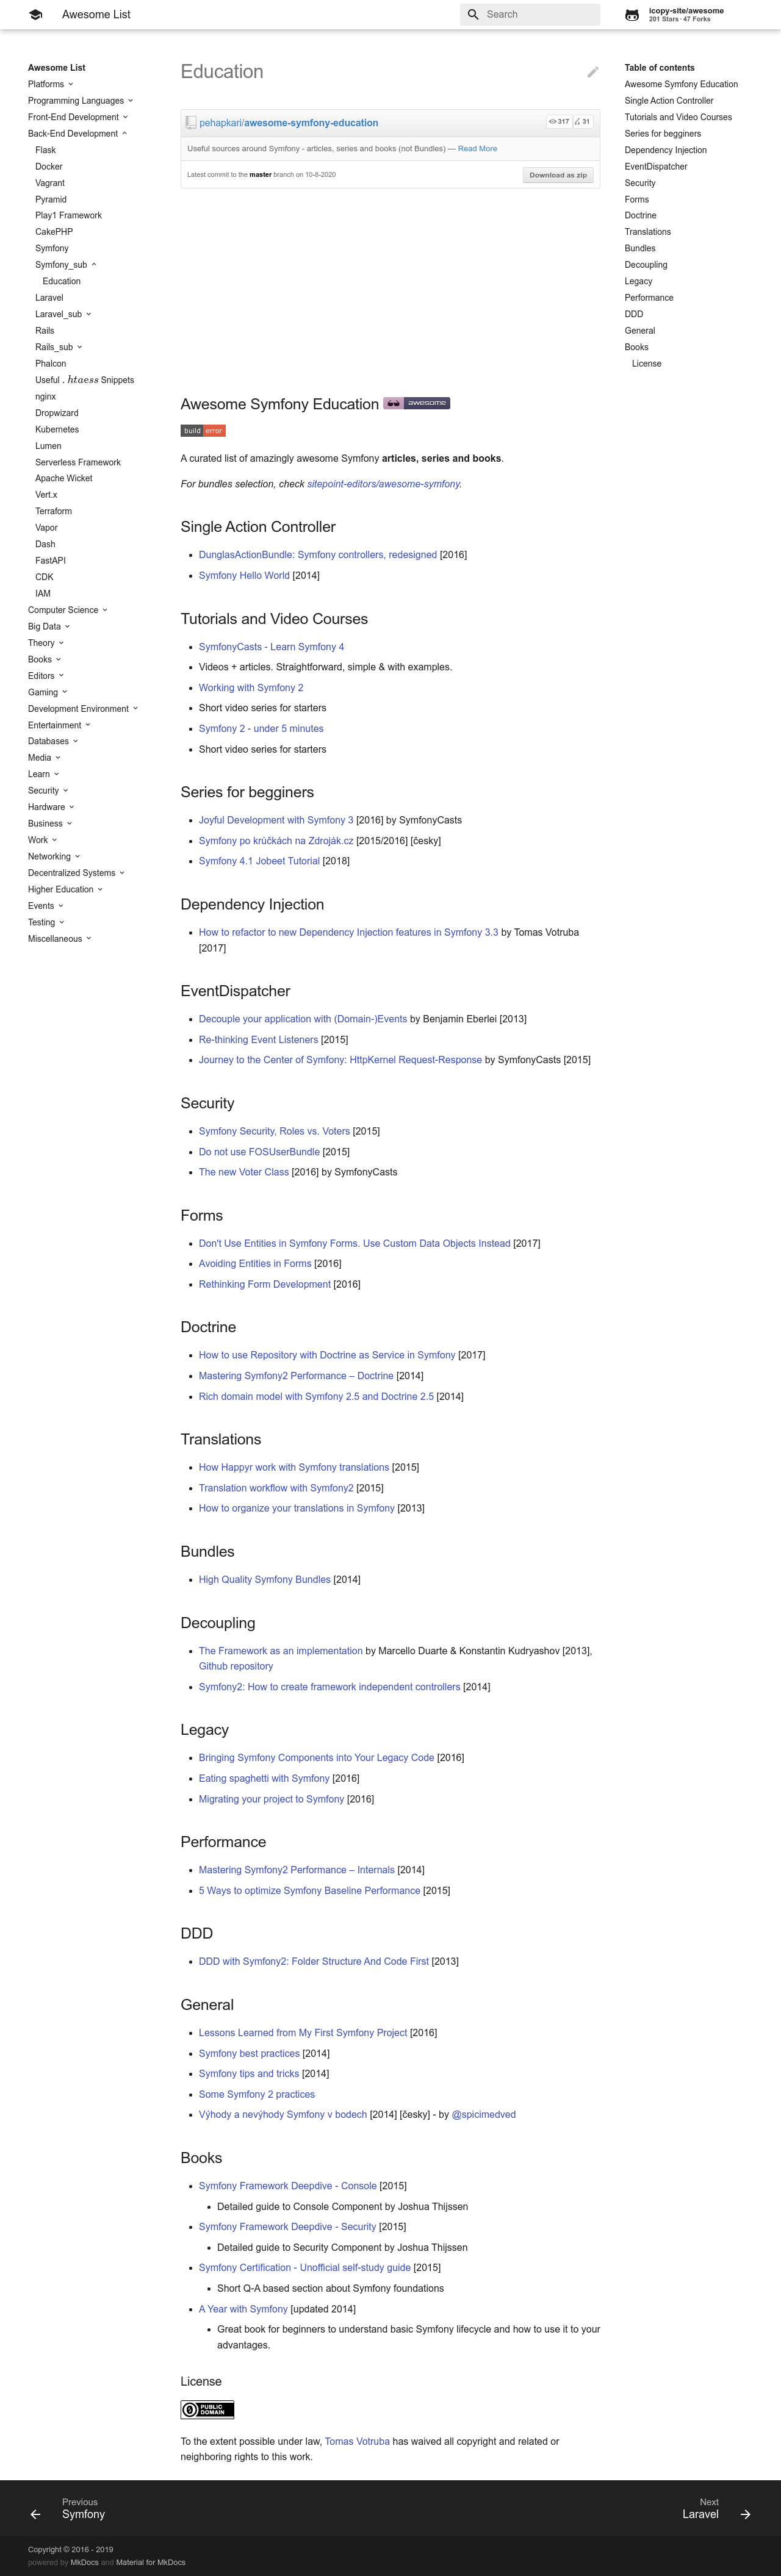 Awesome List
Search
icopy-site/awesome
201 Stars · 47 Forks
Awesome List
Platforms
Programming Languages
Front-End Development
Back-End Development
Flask
Docker
Vagrant
Pyramid
Play1 Framework
CakePHP
Symfony
Symfony_sub
Education
Laravel
Laravel_sub
Rails
Rails_sub
Phalcon
Useful .htaess Snippets
nginx
Dropwizard
Kubernetes
Lumen
Serverless Framework
Apache Wicket
Vert.x
Terraform
Vapor
Dash
FastAPI
CDK
IAM
Computer Science
Big Data
Theory
Books
Editors
Gaming
Development Environment
Entertainment
Databases
Media
Learn
Security
Hardware
Business
Work
Networking
Decentralized Systems
Higher Education
Events
Testing
Miscellaneous
Education
pehapkari/awesome-symfony-education
317
31
Useful sources around Symfony - articles, series and books (not Bundles) — Read More
Latest commit to the master branch on 10-8-2020
Download as zip
Awesome Symfony Education awesome
build error
A curated list of amazingly awesome Symfony articles, series and books.
For bundles selection, check sitepoint-editors/awesome-symfony.
Single Action Controller
DunglasActionBundle: Symfony controllers, redesigned [2016]
Symfony Hello World [2014]
Tutorials and Video Courses
SymfonyCasts - Learn Symfony 4
Videos + articles. Straightforward, simple & with examples.
Working with Symfony 2
Short video series for starters
Symfony 2 - under 5 minutes
Short video series for starters
Series for begginers
Joyful Development with Symfony 3 [2016] by SymfonyCasts
Symfony po krůčkách na Zdroják.cz [2015/2016] [česky]
Symfony 4.1 Jobeet Tutorial [2018]
Dependency Injection
How to refactor to new Dependency Injection features in Symfony 3.3 by Tomas Votruba
[2017]
EventDispatcher
Decouple your application with (Domain-)Events by Benjamin Eberlei [2013]
Re-thinking Event Listeners [2015]
Journey to the Center of Symfony: HttpKernel Request-Response by SymfonyCasts [2015]
Security
Symfony Security, Roles vs. Voters [2015]
Do not use FOSUserBundle [2015]
The new Voter Class [2016] by SymfonyCasts
Forms
Don't Use Entities in Symfony Forms. Use Custom Data Objects Instead [2017]
Avoiding Entities in Forms [2016]
Rethinking Form Development [2016]
Doctrine
How to use Repository with Doctrine as Service in Symfony [2017]
Mastering Symfony2 Performance – Doctrine [2014]
Rich domain model with Symfony 2.5 and Doctrine 2.5 [2014]
Translations
How Happyr work with Symfony translations [2015]
Translation workflow with Symfony2 [2015]
How to organize your translations in Symfony [2013]
Bundles
High Quality Symfony Bundles [2014]
Decoupling
The Framework as an implementation by Marcello Duarte & Konstantin Kudryashov [2013],
Github repository
Symfony2: How to create framework independent controllers [2014]
Legacy
Bringing Symfony Components into Your Legacy Code [2016]
Eating spaghetti with Symfony [2016]
Migrating your project to Symfony [2016]
Performance
Mastering Symfony2 Performance – Internals [2014]
5 Ways to optimize Symfony Baseline Performance [2015]
DDD
DDD with Symfony2: Folder Structure And Code First [2013]
General
Lessons Learned from My First Symfony Project [2016]
Symfony best practices [2014]
Symfony tips and tricks [2014]
Some Symfony 2 practices
Výhody a nevýhody Symfony v bodech [2014] [česky] - by @spicimedved
Books
Symfony Framework Deepdive - Console [2015]
Detailed guide to Console Component by Joshua Thijssen
Symfony Framework Deepdive - Security [2015]
Detailed guide to Security Component by Joshua Thijssen
Symfony Certification - Unofficial self-study guide [2015]
Short Q-A based section about Symfony foundations
A Year with Symfony [updated 2014]
Great book for beginners to understand basic Symfony lifecycle and how to use it to your
advantages.
License
PUBLIC
DOMAIN
To the extent possible under law, Tomas Votruba has waived all copyright and related or
neighboring rights to this work.
Table of contents
Awesome Symfony Education
Single Action Controller
Tutorials and Video Courses
Series for begginers
Dependency Injection
EventDispatcher
Security
Forms
Doctrine
Translations
Bundles
Decoupling
Legacy
Performance
DDD
General
Books
License
Previous
Symfony
Next
Laravel
Copyright © 2016 - 2019
powered by MkDocs and Material for MkDocs